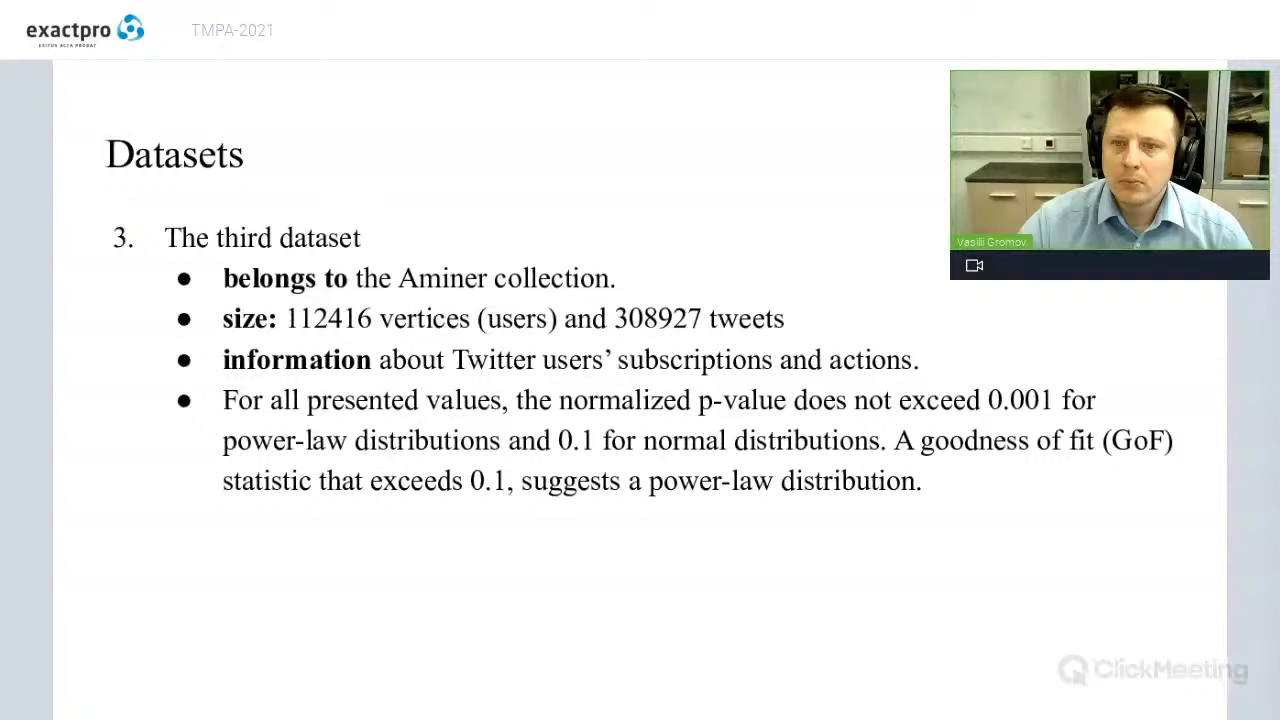 exactpro
EXITUS ACTA PROBAT
TMPA-2021
Datasets
Vasilii Gromov
3. The third dataset
● belongs to the Aminer collection.
● size: 112416 vertices (users) and 308927 tweets
● information about Twitter users’ subscriptions and actions.
● For all presented values, the normalized p-value does not exceed 0.001 for
power-law distributions and 0.1 for normal distributions. A goodness of fit (GoF)
statistic that exceeds 0.1, suggests a power-law distribution.
ClickMeeting